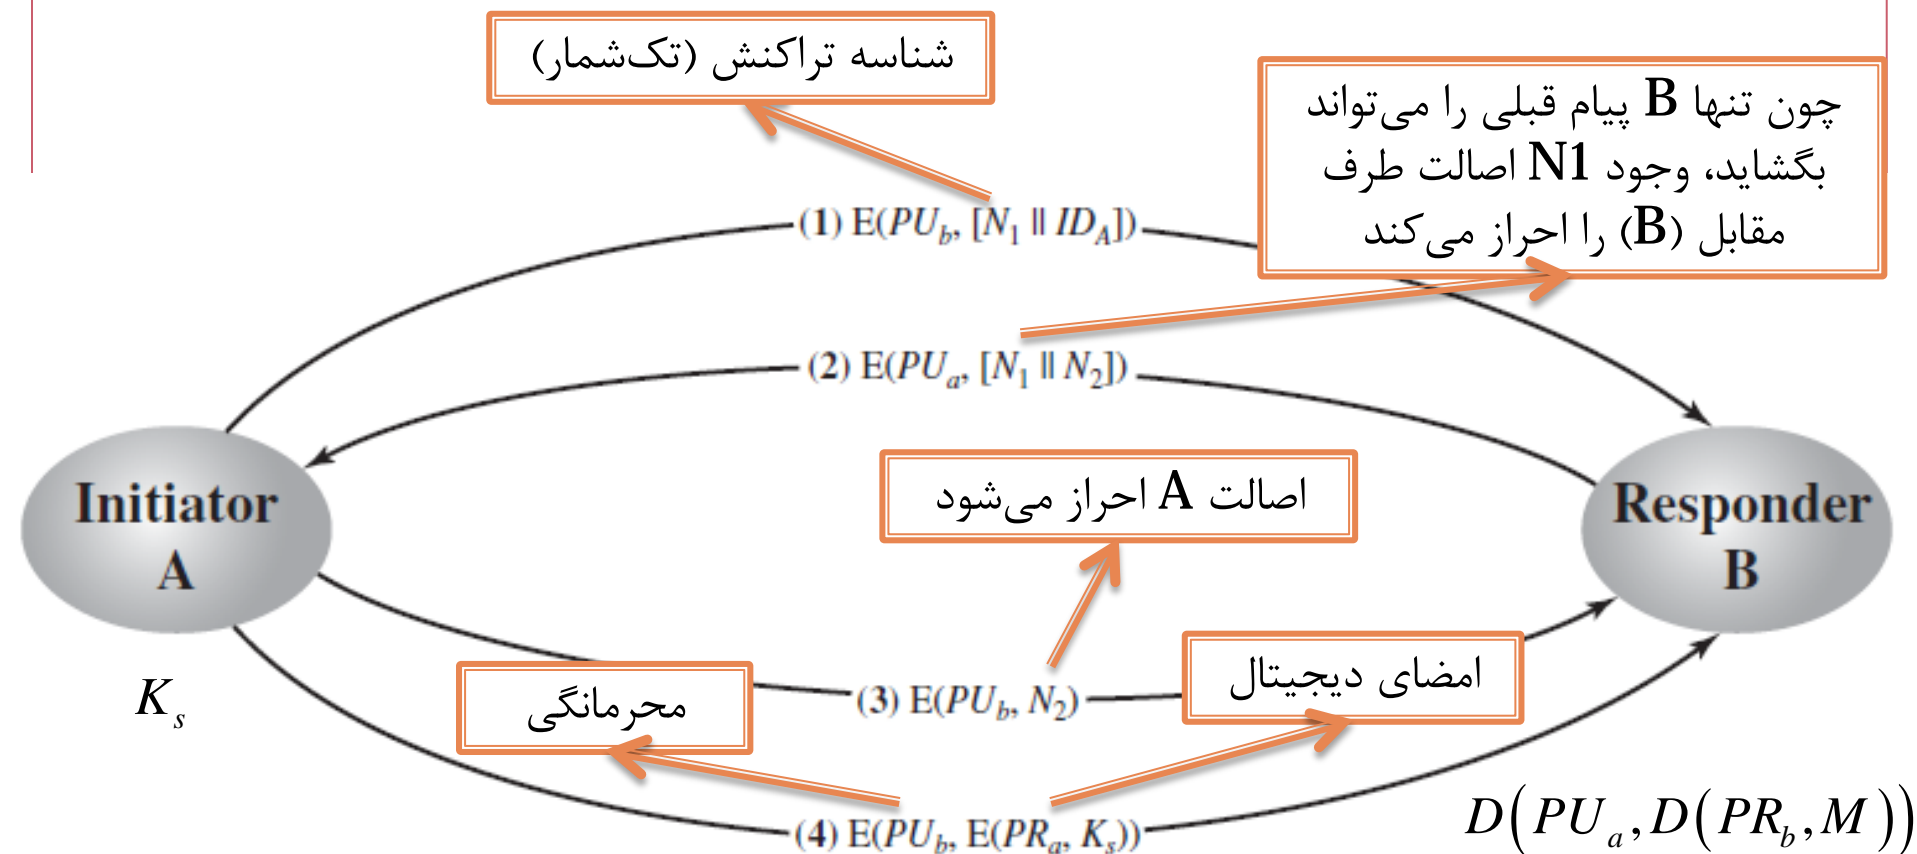 شناسه تراکنش (تک‌شمار)
چون تنها B پیام قبلی را می‌تواند
بگشاید، وجود N1 اصالت طرف
مقابل (B) را احراز می‌کند
(1) E(PU_b, [N_1 || ID_A])
(2) E(PU_a, [N_1 || N_2])
Initiator
A
اصالت A احراز می‌شود
Responder
B
K_s
محرمانگی
(3) E(PU_b, N_2)
امضای دیجیتال
(4) E(PU_b, E(PR_a, K_s))
D(PU_a, D(PR_b, M))